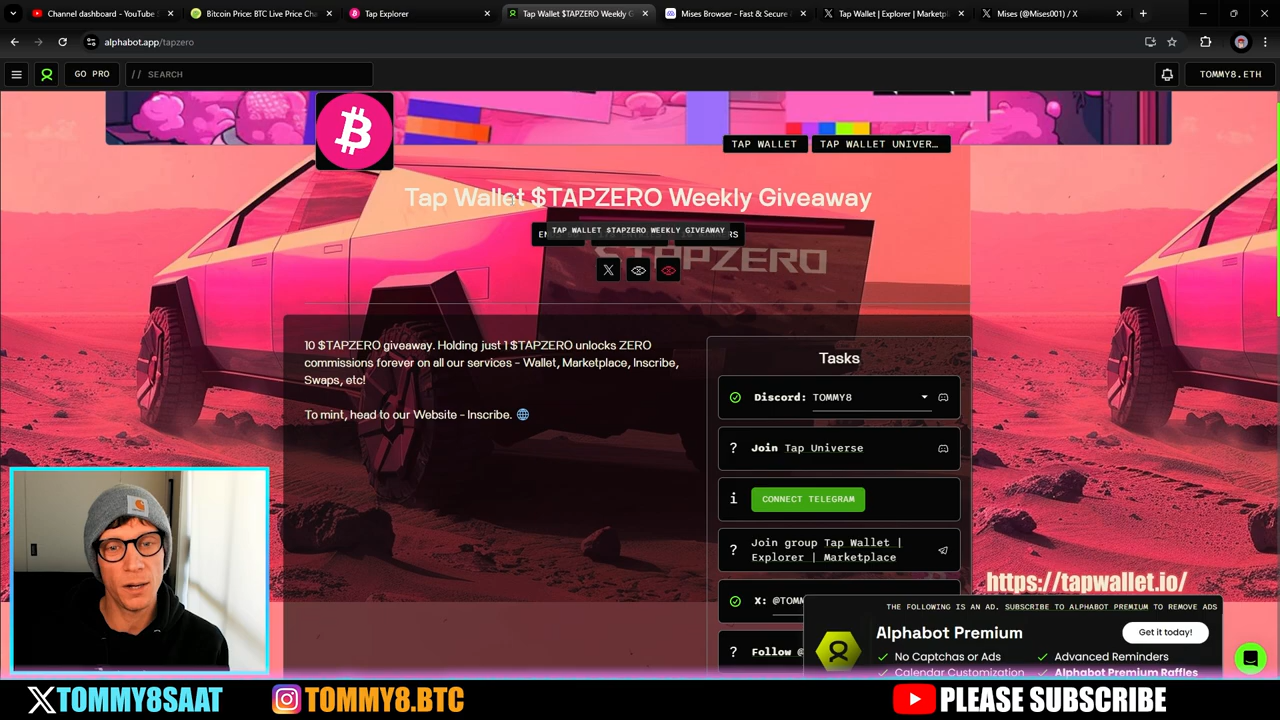 Channel dashboard - YouTube S
Bitcoin Price: BTC Live Price Cha
Tap Explorer
Tap Wallet $TAPZERO Weekly G
Mises Browser - Fast & Secure
Tap Wallet | Explorer | Marketpl
Mises (@Mises001) / X
alphabot.app/tapzero
GO PRO
// SEARCH
TOMMY8.ETH
TAP WALLET
TAP WALLET UNIVER…
Tap Wallet $TAPZERO Weekly Giveaway
TAP WALLET $TAPZERO WEEKLY GIVEAWAY
$TAPZERO
10 $TAPZERO giveaway. Holding just 1 $TAPZERO unlocks ZERO
commissions forever on all our services - Wallet, Marketplace, Inscribe,
Swaps, etc!
To mint, head to our Website - Inscribe.
Tasks
Discord: TOMMY8
? Join Tap Universe
i CONNECT TELEGRAM
? Join group Tap Wallet |
Explorer | Marketplace
X: @TOMM
? Follow @
https://tapwallet.io/
THE FOLLOWING IS AN AD. SUBSCRIBE TO ALPHABOT PREMIUM TO REMOVE ADS
Alphabot Premium
Get it today!
No Captchas or Ads
Advanced Reminders
Calendar Customization
Alphabot Premium Raffles
XTOMMY8SAAT
TOMMY8.BTC
PLEASE SUBSCRIBE